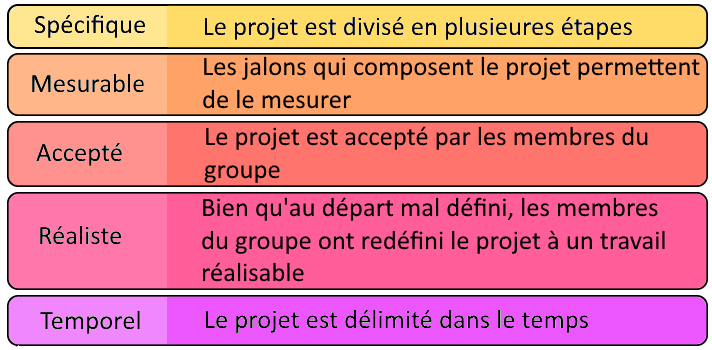 Spécifique
Le projet est divisé en plusieures étapes
Mesurable
Les jalons qui composent le projet permettent
de le mesurer
Accepté
Le projet est accepté par les membres du
groupe
Réaliste
Bien qu'au départ mal défini, les membres
du groupe ont redéfini le projet à un travail
réalisable
Temporel
Le projet est délimité dans le temps